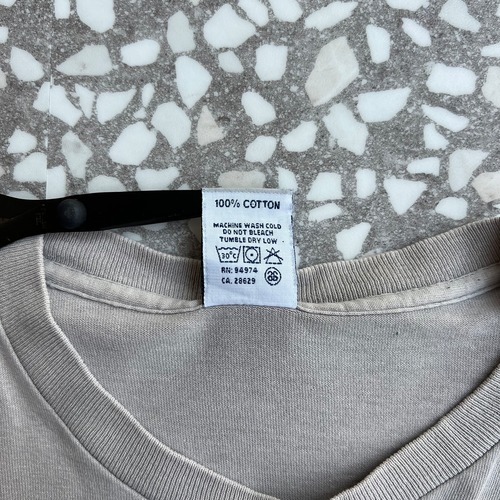 100% COTTON
MACHINE WASH COLD
DO NOT BLEACH
TUMBLE DRY LOW
30°C
RN: 94974
CA. 28629